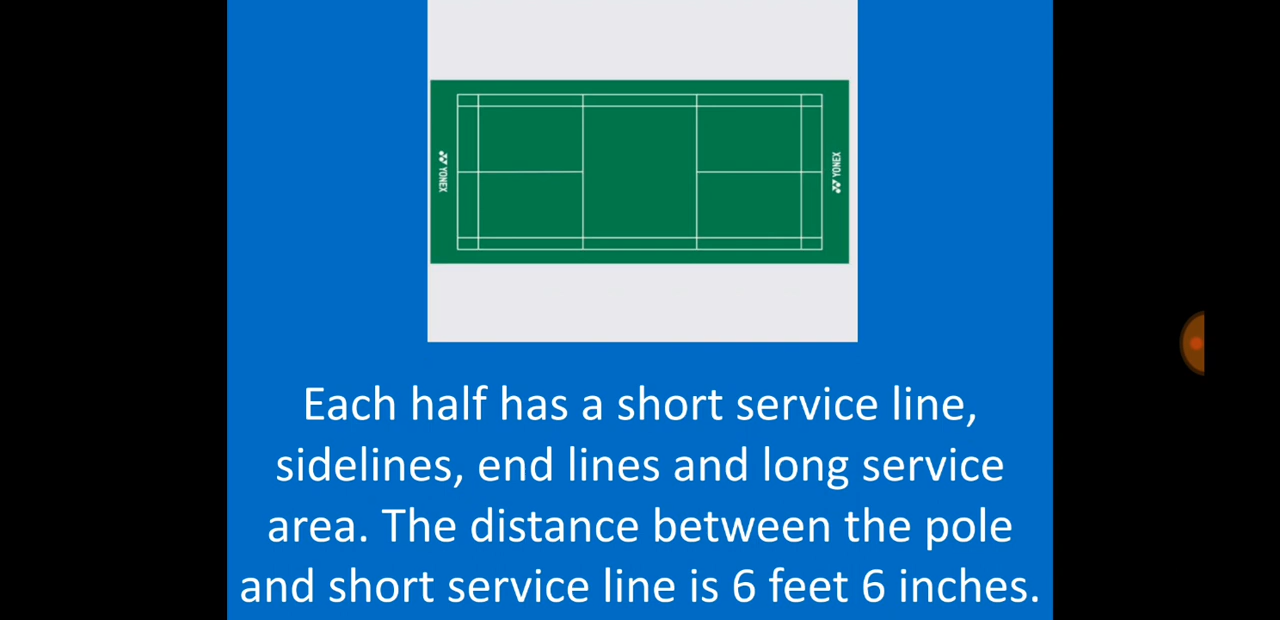 YONEX
YONEX
Each half has a short service line,
sidelines, end lines and long service
area. The distance between the pole
and short service line is 6 feet 6 inches.